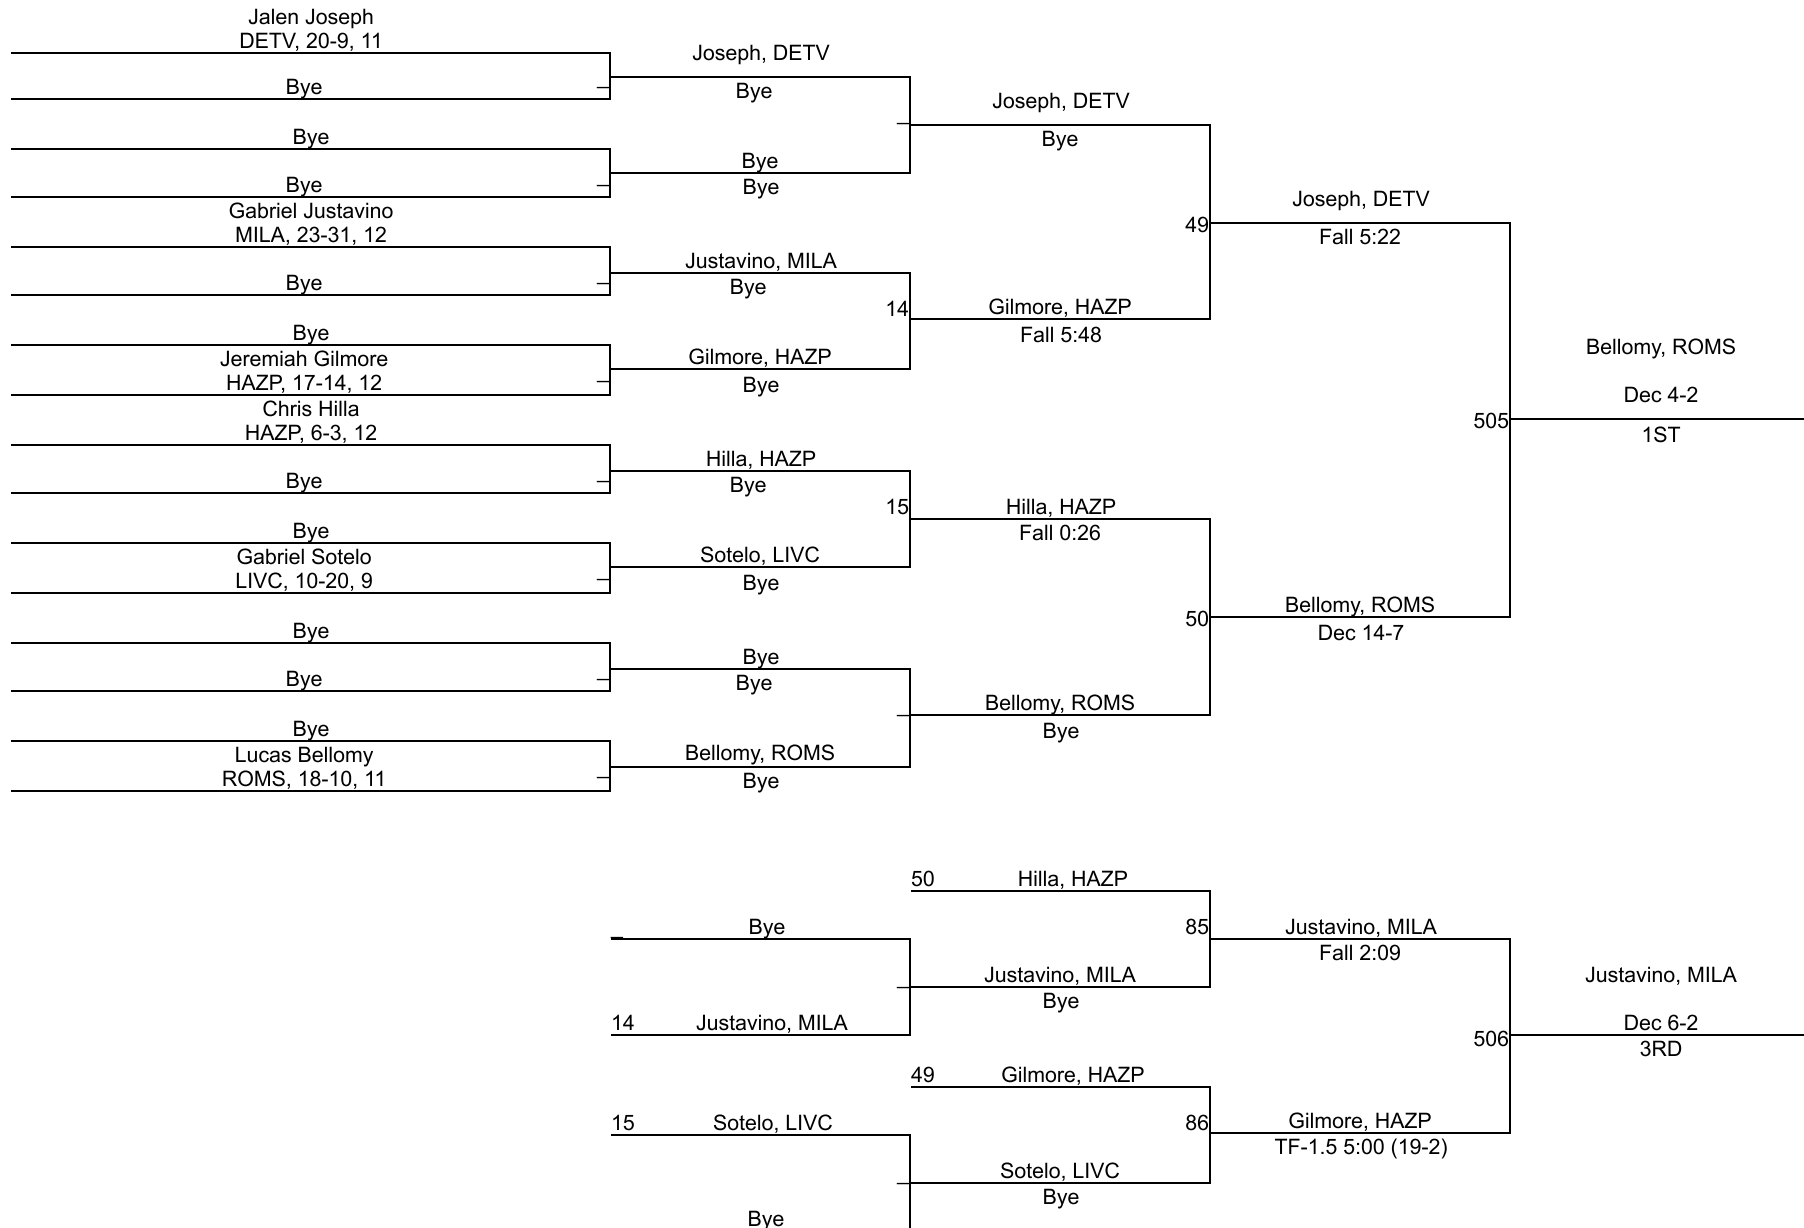 Jalen Joseph
DETV, 20-9, 11
Bye
Bye
Bye
Gabriel Justavino
MILA, 23-31, 12
Bye
Bye
Jeremiah Gilmore
HAZP, 17-14, 12
Chris Hilla
HAZP, 6-3, 12
Bye
Bye
Gabriel Sotelo
LIVC, 10-20, 9
Bye
Bye
Bye
Lucas Bellomy
ROMS, 18-10, 11
Joseph, DETV
Bye
Bye
Bye
Justavino, MILA
Bye
14
Gilmore, HAZP
Bye
Hilla, HAZP
Bye
15
Sotelo, LIVC
Bye
Bye
Bye
Bellomy, ROMS
Bye
Joseph, DETV
Bye
49
Gilmore, HAZP
Fall 5:48
Hilla, HAZP
Fall 0:26
50
Bellomy, ROMS
Bye
Joseph, DETV
Fall 5:22
505
Bellomy, ROMS
Dec 14-7
Bellomy, ROMS
Dec 4-2
1ST
Bye
14 Justavino, MILA
15 Sotelo, LIVC
Bye
50 Hilla, HAZP
85
Justavino, MILA
Bye
49 Gilmore, HAZP
86
Sotelo, LIVC
Bye
Justavino, MILA
Fall 2:09
506
Gilmore, HAZP
TF-1.5 5:00 (19-2)
Justavino, MILA
Dec 6-2
3RD